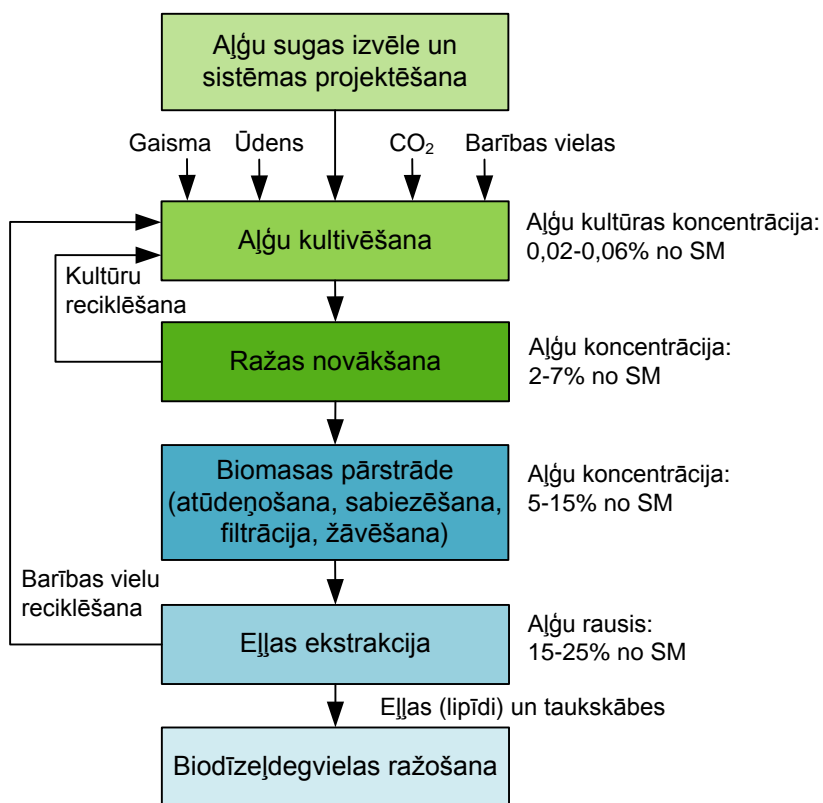 Aļģu sugas izvēle un
sistēmas projektēšana
Gaisma Ūdens CO₂ Barības vielas
Aļģu kultivēšana
Aļģu kultūras koncentrācija:
0,02-0,06% no SM
Kultūru
reciklēšana
Ražas novākšana
Aļģu koncentrācija:
2-7% no SM
Biomasas pārstrāde
(atūdeņošana, sabiezēšana,
filtrācija, žāvēšana)
Aļģu koncentrācija:
5-15% no SM
Barības vielu
reciklēšana
Eļļas ekstrakcija
Aļģu rausis:
15-25% no SM
Eļļas (lipīdi) un taukskābes
Biodīzeļdegvielas ražošana